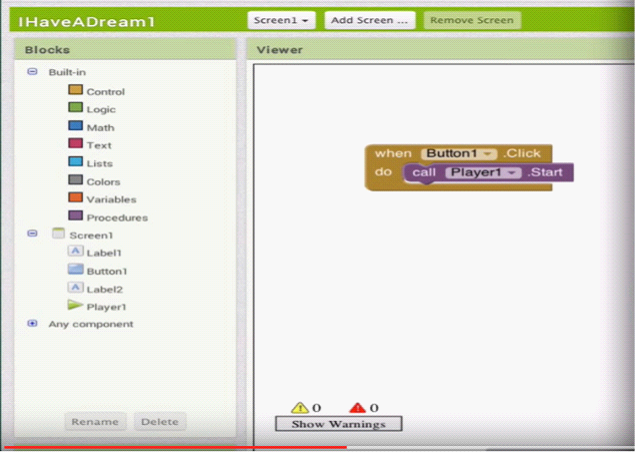 IHaveADream1
Screen1
Add Screen ...
Remove Screen
Blocks
Viewer
Built-in
Control
Logic
Math
Text
Lists
Colors
Variables
Procedures
Screen1
A Label1
Button1
A Label2
Player1
Any component
Rename
Delete
when Button1 .Click
do call Player1 .Start
0
0
Show Warnings